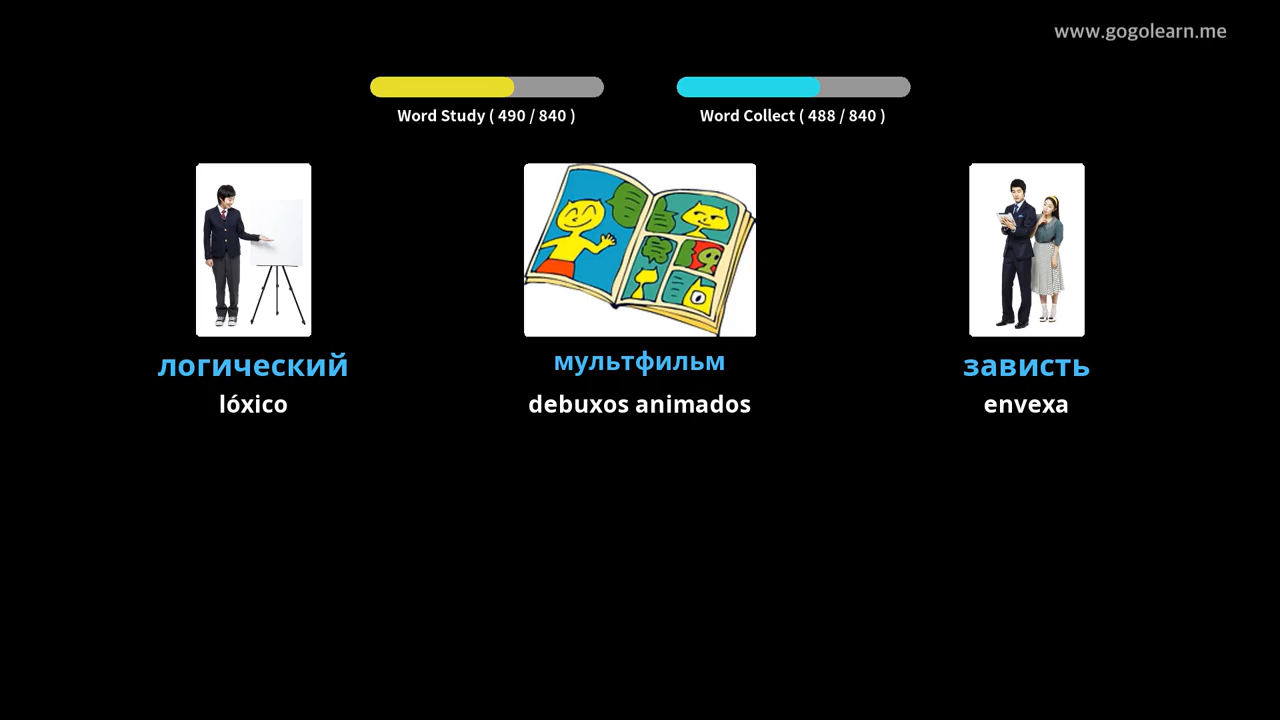 www.gogolearn.me
Word Study ( 490 / 840 )
Word Collect ( 488 / 840 )
логический
мультфильм
зависть
lóxico
debuxos animados
envexa